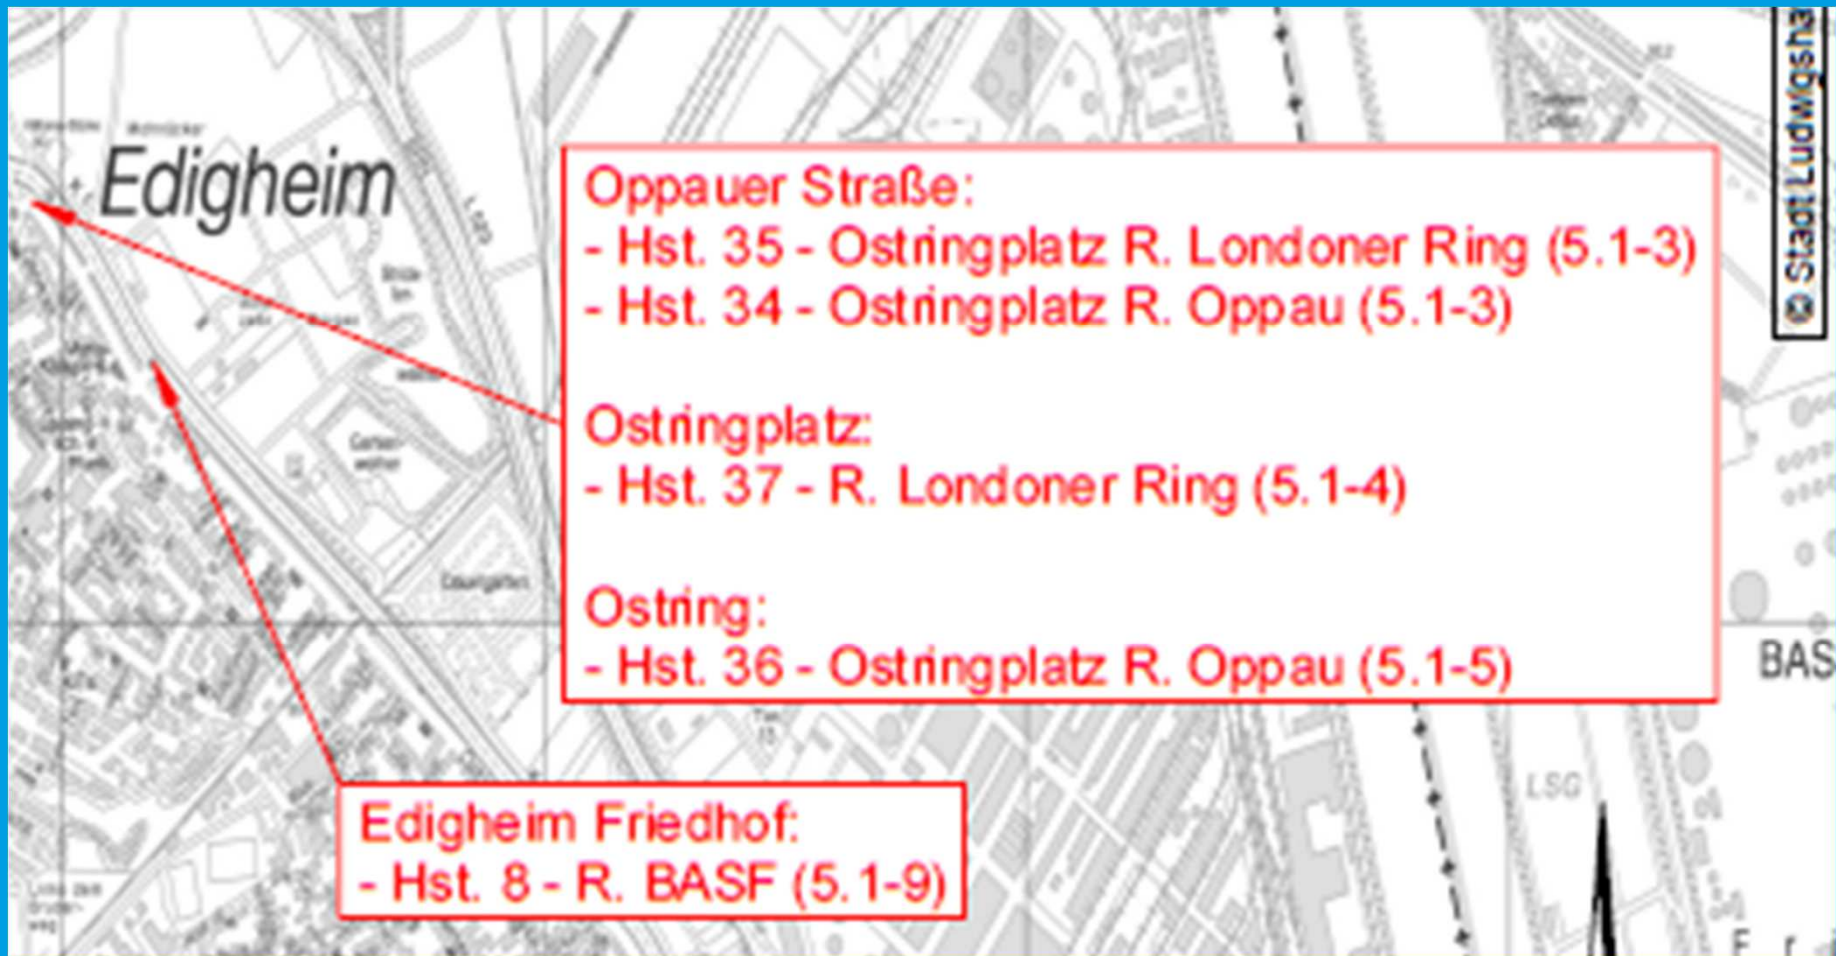 Edigheim
L 523
Oppauer Straße:
- Hst. 35 - Ostringplatz R. Londoner Ring (5.1-3)
- Hst. 34 - Ostringplatz R. Oppau (5.1-3)
Ostringplatz:
- Hst. 37 - R. Londoner Ring (5.1-4)
Ostring:
- Hst. 36 - Ostringplatz R. Oppau (5.1-5)
Edigheim Friedhof:
- Hst. 8 - R. BASF (5.1-9)
© Stadt Ludwigsha
BAS
LSG
F r